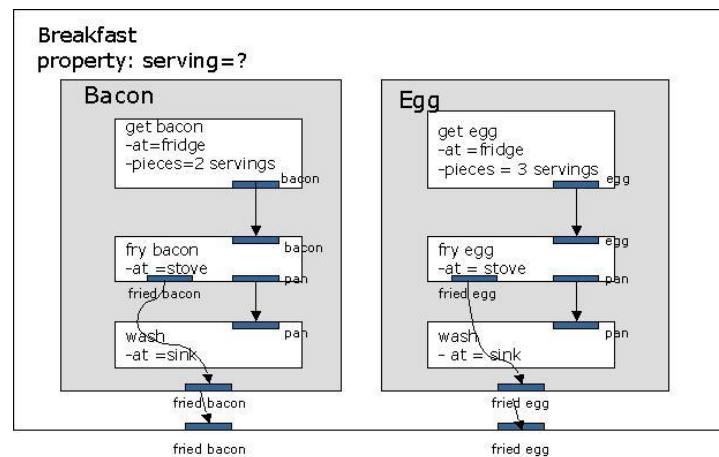 Breakfast
property: serving=?
Bacon
get bacon
-at=fridge
-pieces=2 servings
bacon
bacon
fry bacon
-at =stove
pan
fried bacon
pan
wash
-at =sink
fried bacon
fried bacon
Egg
get egg
-at =fridge
-pieces = 3 servings
egg
egg
fry egg
-at = stove
pan
fried egg
pan
wash
- at = sink
fried egg
fried egg